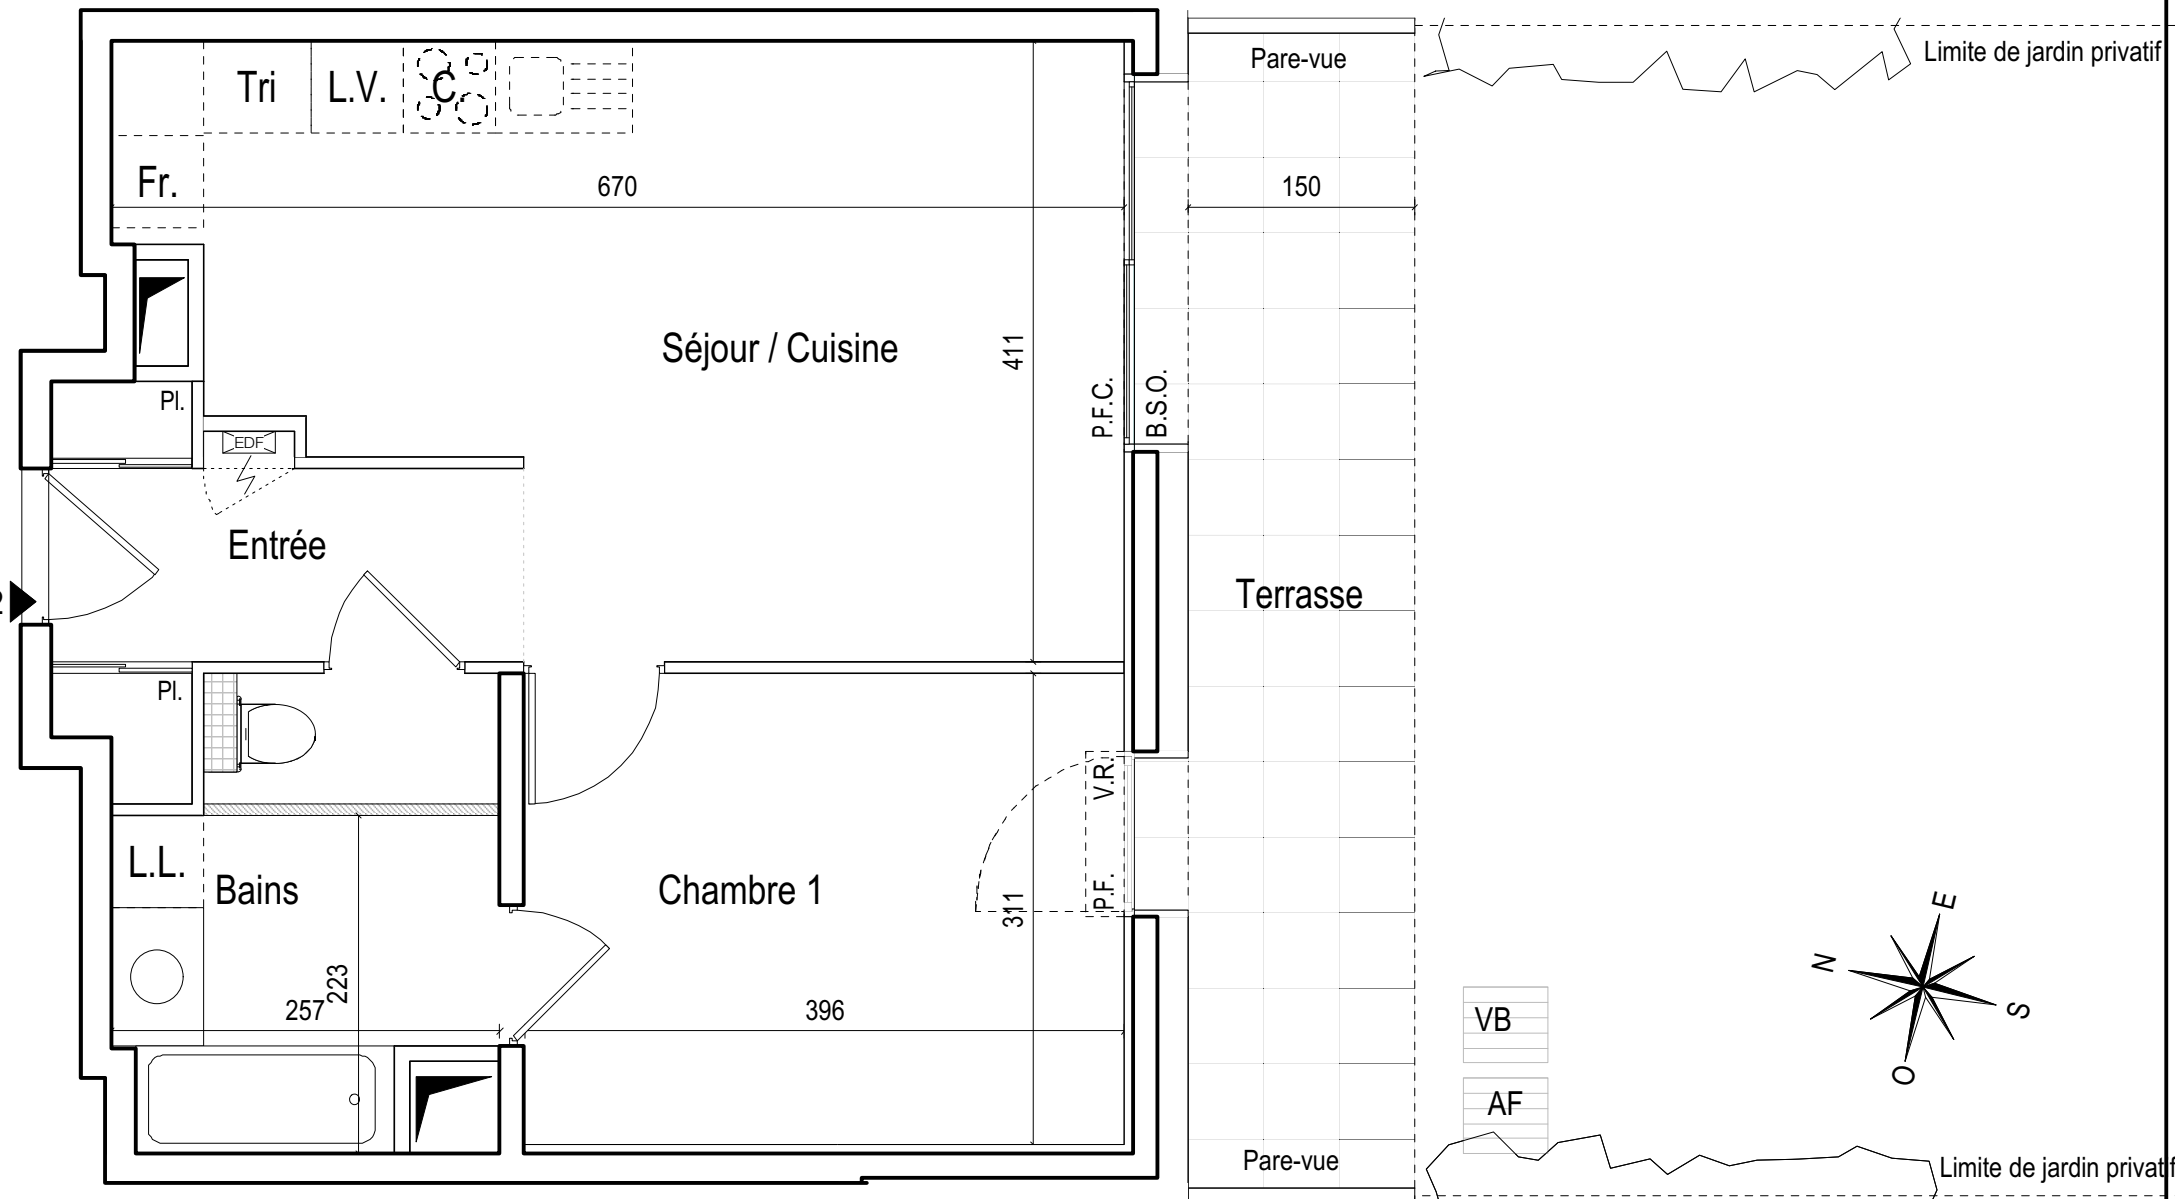 Pare-vue
Limite de jardin privatif
Tri
L.V.
C.
Fr.
670
150
Séjour / Cuisine
411
P.F.C.
B.S.O.
Pl.
EDF
Entrée
2
Terrasse
Pl.
V.R.
P.F.
L.L.
Bains
Chambre 1
311
223
257
396
E
N
S
O
VB
AF
Pare-vue
Limite de jardin privatif